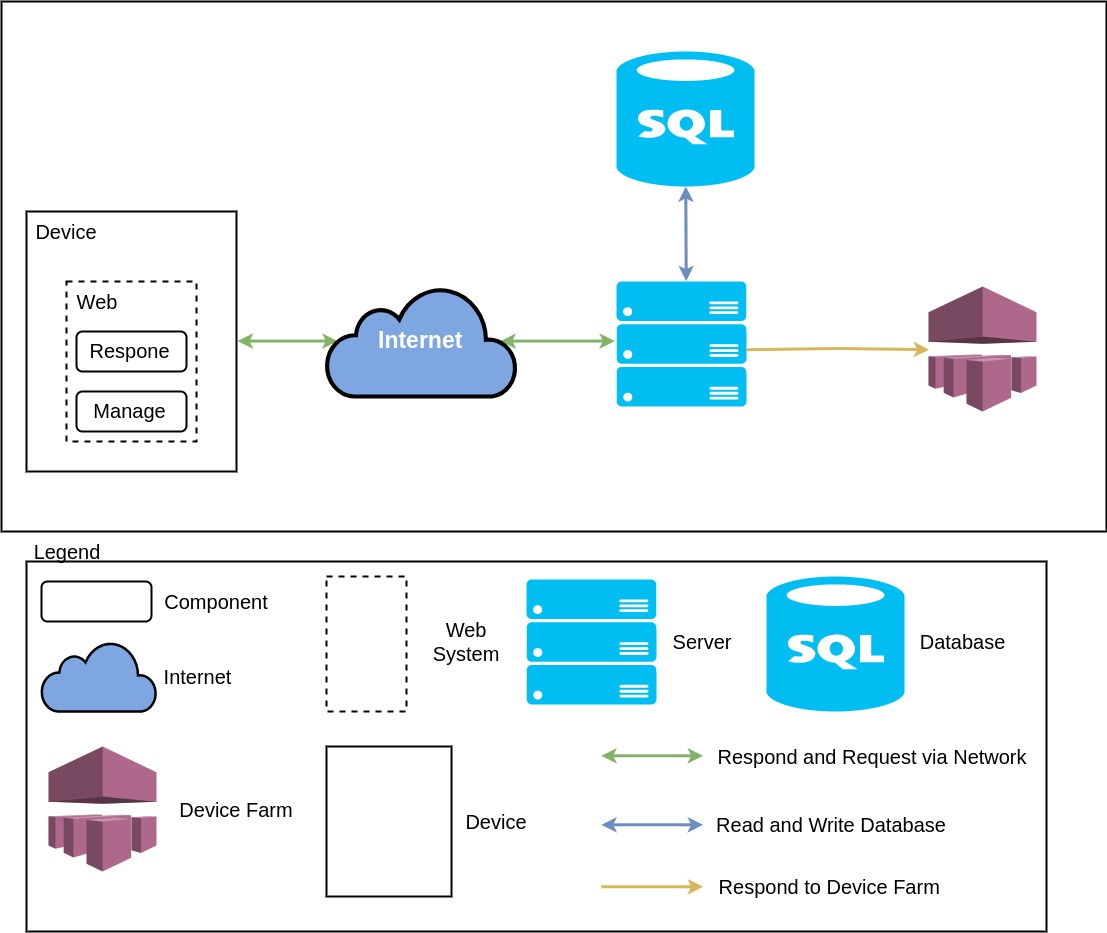 SQL
Device
Web
Respone
Manage
Internet
Legend
Component
Internet
Web
System
Server
SQL
Database
Device Farm
Device
Respond and Request via Network
Read and Write Database
Respond to Device Farm